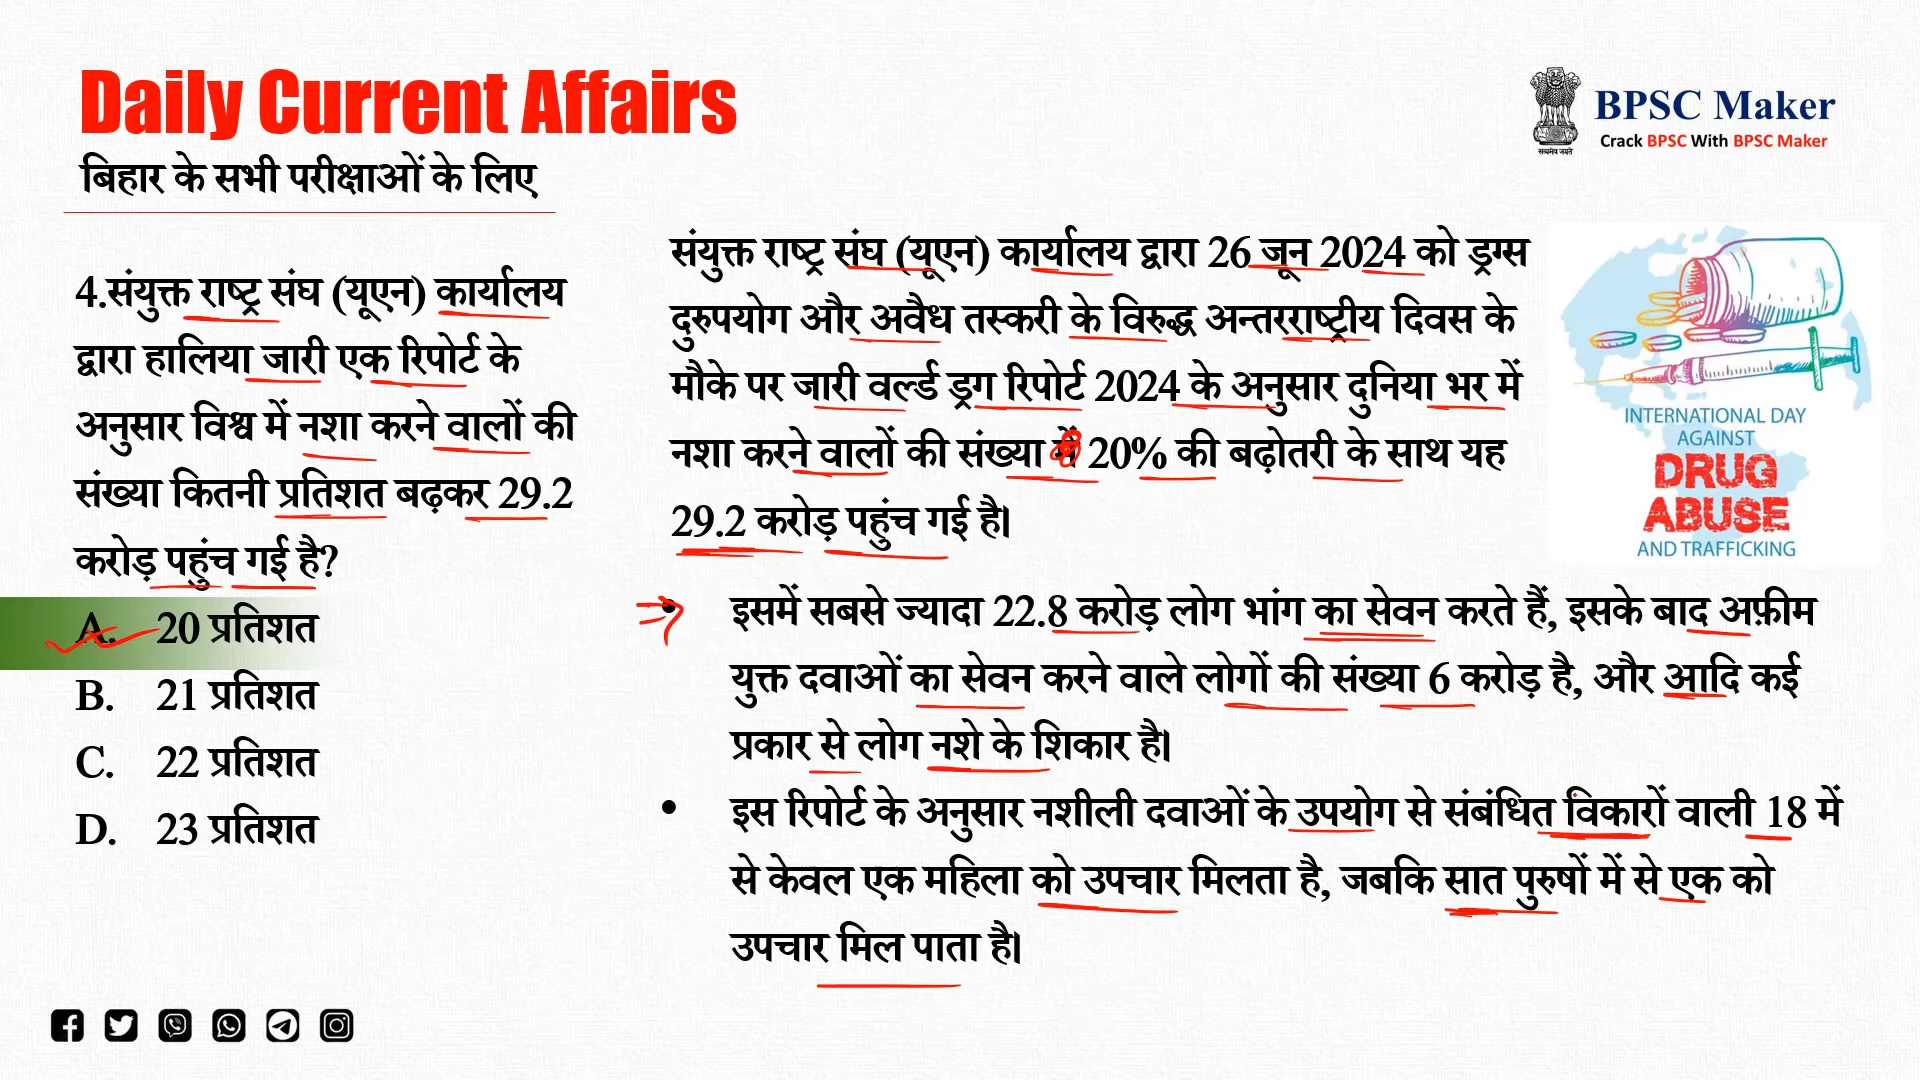 Daily Current Affairs
बिहार के सभी परीक्षाओं के लिए
BPSC Maker
Crack BPSC With BPSC Maker
सत्यमेव जयते
4.संयुक्त राष्ट्र संघ (यूएन) कार्यालय
द्वारा हालिया जारी एक रिपोर्ट के
अनुसार विश्व में नशा करने वालों की
संख्या कितनी प्रतिशत बढ़कर 29.2
करोड़ पहुंच गई है?
A. 20 प्रतिशत
B. 21 प्रतिशत
C. 22 प्रतिशत
D. 23 प्रतिशत
संयुक्त राष्ट्र संघ (यूएन) कार्यालय द्वारा 26 जून 2024 को ड्रग्स
दुरुपयोग और अवैध तस्करी के विरुद्ध अन्तरराष्ट्रीय दिवस के
मौके पर जारी वर्ल्ड ड्रग रिपोर्ट 2024 के अनुसार दुनिया भर में
नशा करने वालों की संख्या में 20% की बढ़ोतरी के साथ यह
29.2 करोड़ पहुंच गई है।
INTERNATIONAL DAY
AGAINST
DRUG
ABUSE
AND TRAFFICKING
• इसमें सबसे ज्यादा 22.8 करोड़ लोग भांग का सेवन करते हैं, इसके बाद अफ़ीम
युक्त दवाओं का सेवन करने वाले लोगों की संख्या 6 करोड़ है, और आदि कई
प्रकार से लोग नशे के शिकार है।
• इस रिपोर्ट के अनुसार नशीली दवाओं के उपयोग से संबंधित विकारों वाली 18 में
से केवल एक महिला को उपचार मिलता है, जबकि सात पुरुषों में से एक को
उपचार मिल पाता है।